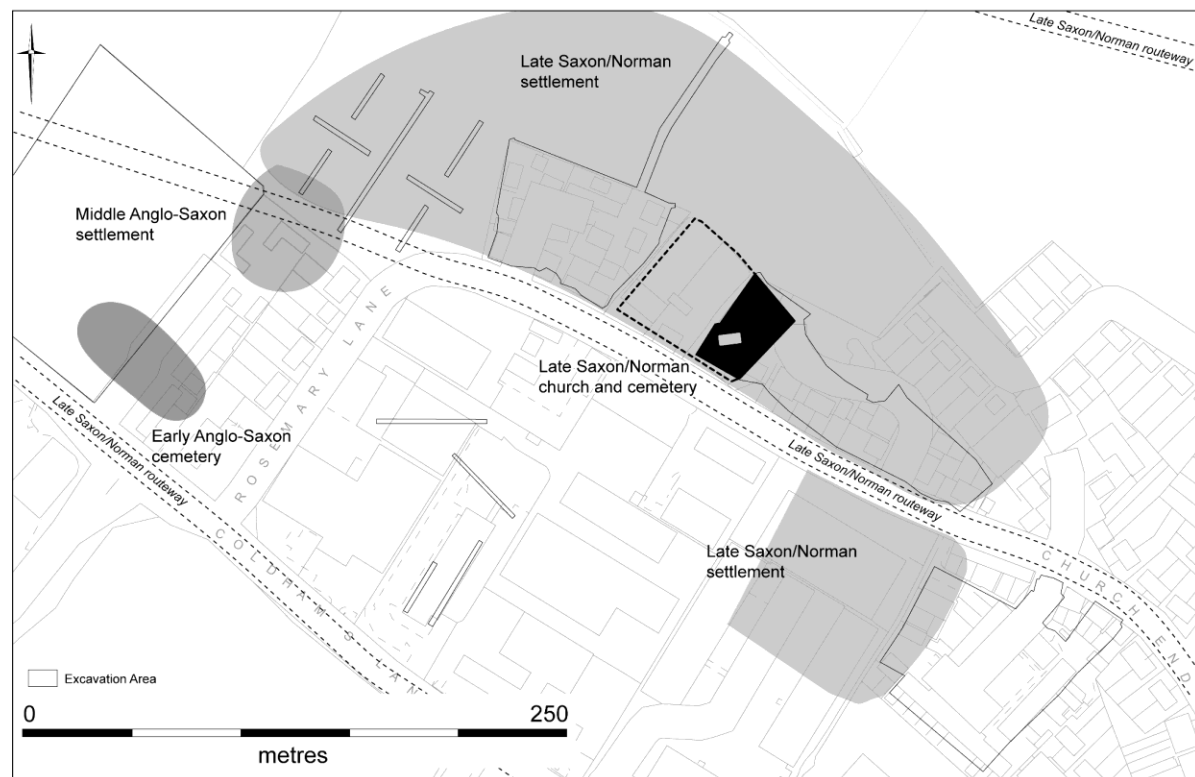 Late Saxon/Norman routeway
Late Saxon/Norman
settlement
Middle Anglo-Saxon
settlement
Late Saxon/Norman
church and cemetery
Early Anglo-Saxon
cemetery
ROSEMARY LANE
Late Saxon/Norman routeway
Late Saxon/Norman routeway
Late Saxon/Norman
settlement
COLDHAM'S LAN
CHURCH END
Excavation Area
0 250
metres